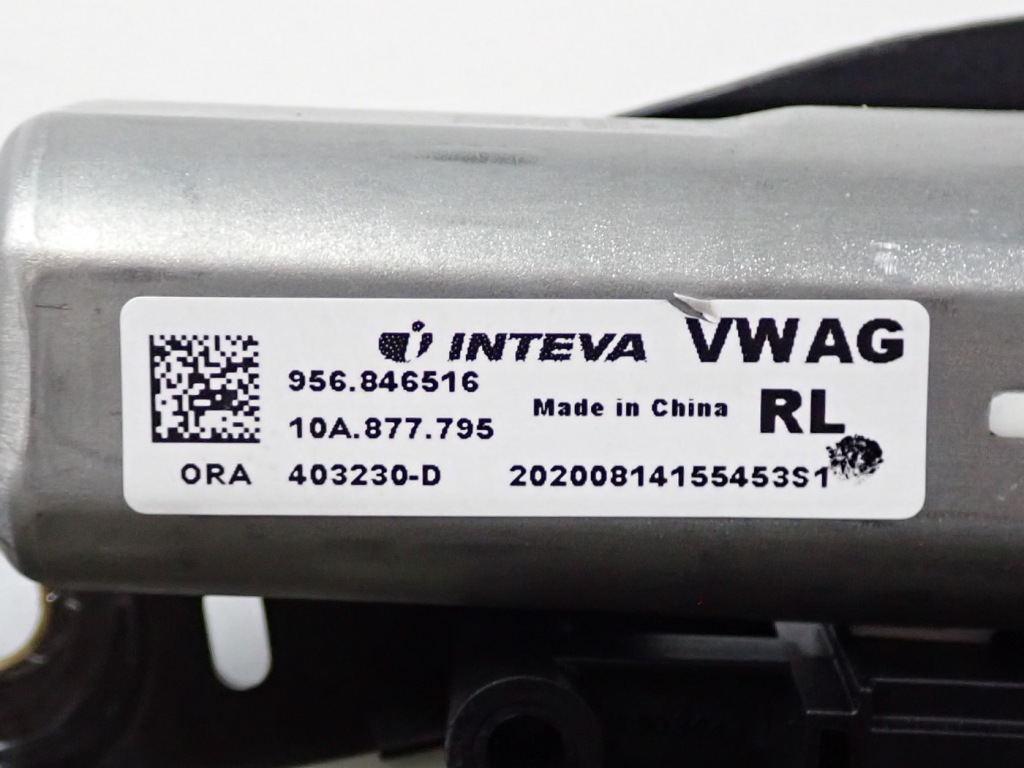 INTEVA VWAG
956.846516
Made in China RL
10A.877.795
ORA 403230-D 20200814155453S1